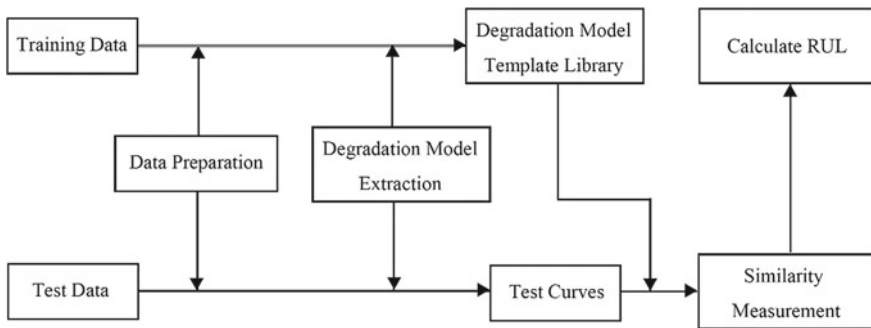 Training Data
Degradation Model
Template Library
Calculate RUL
Data Preparation
Degradation Model
Extraction
Test Data
Test Curves
Similarity
Measurement